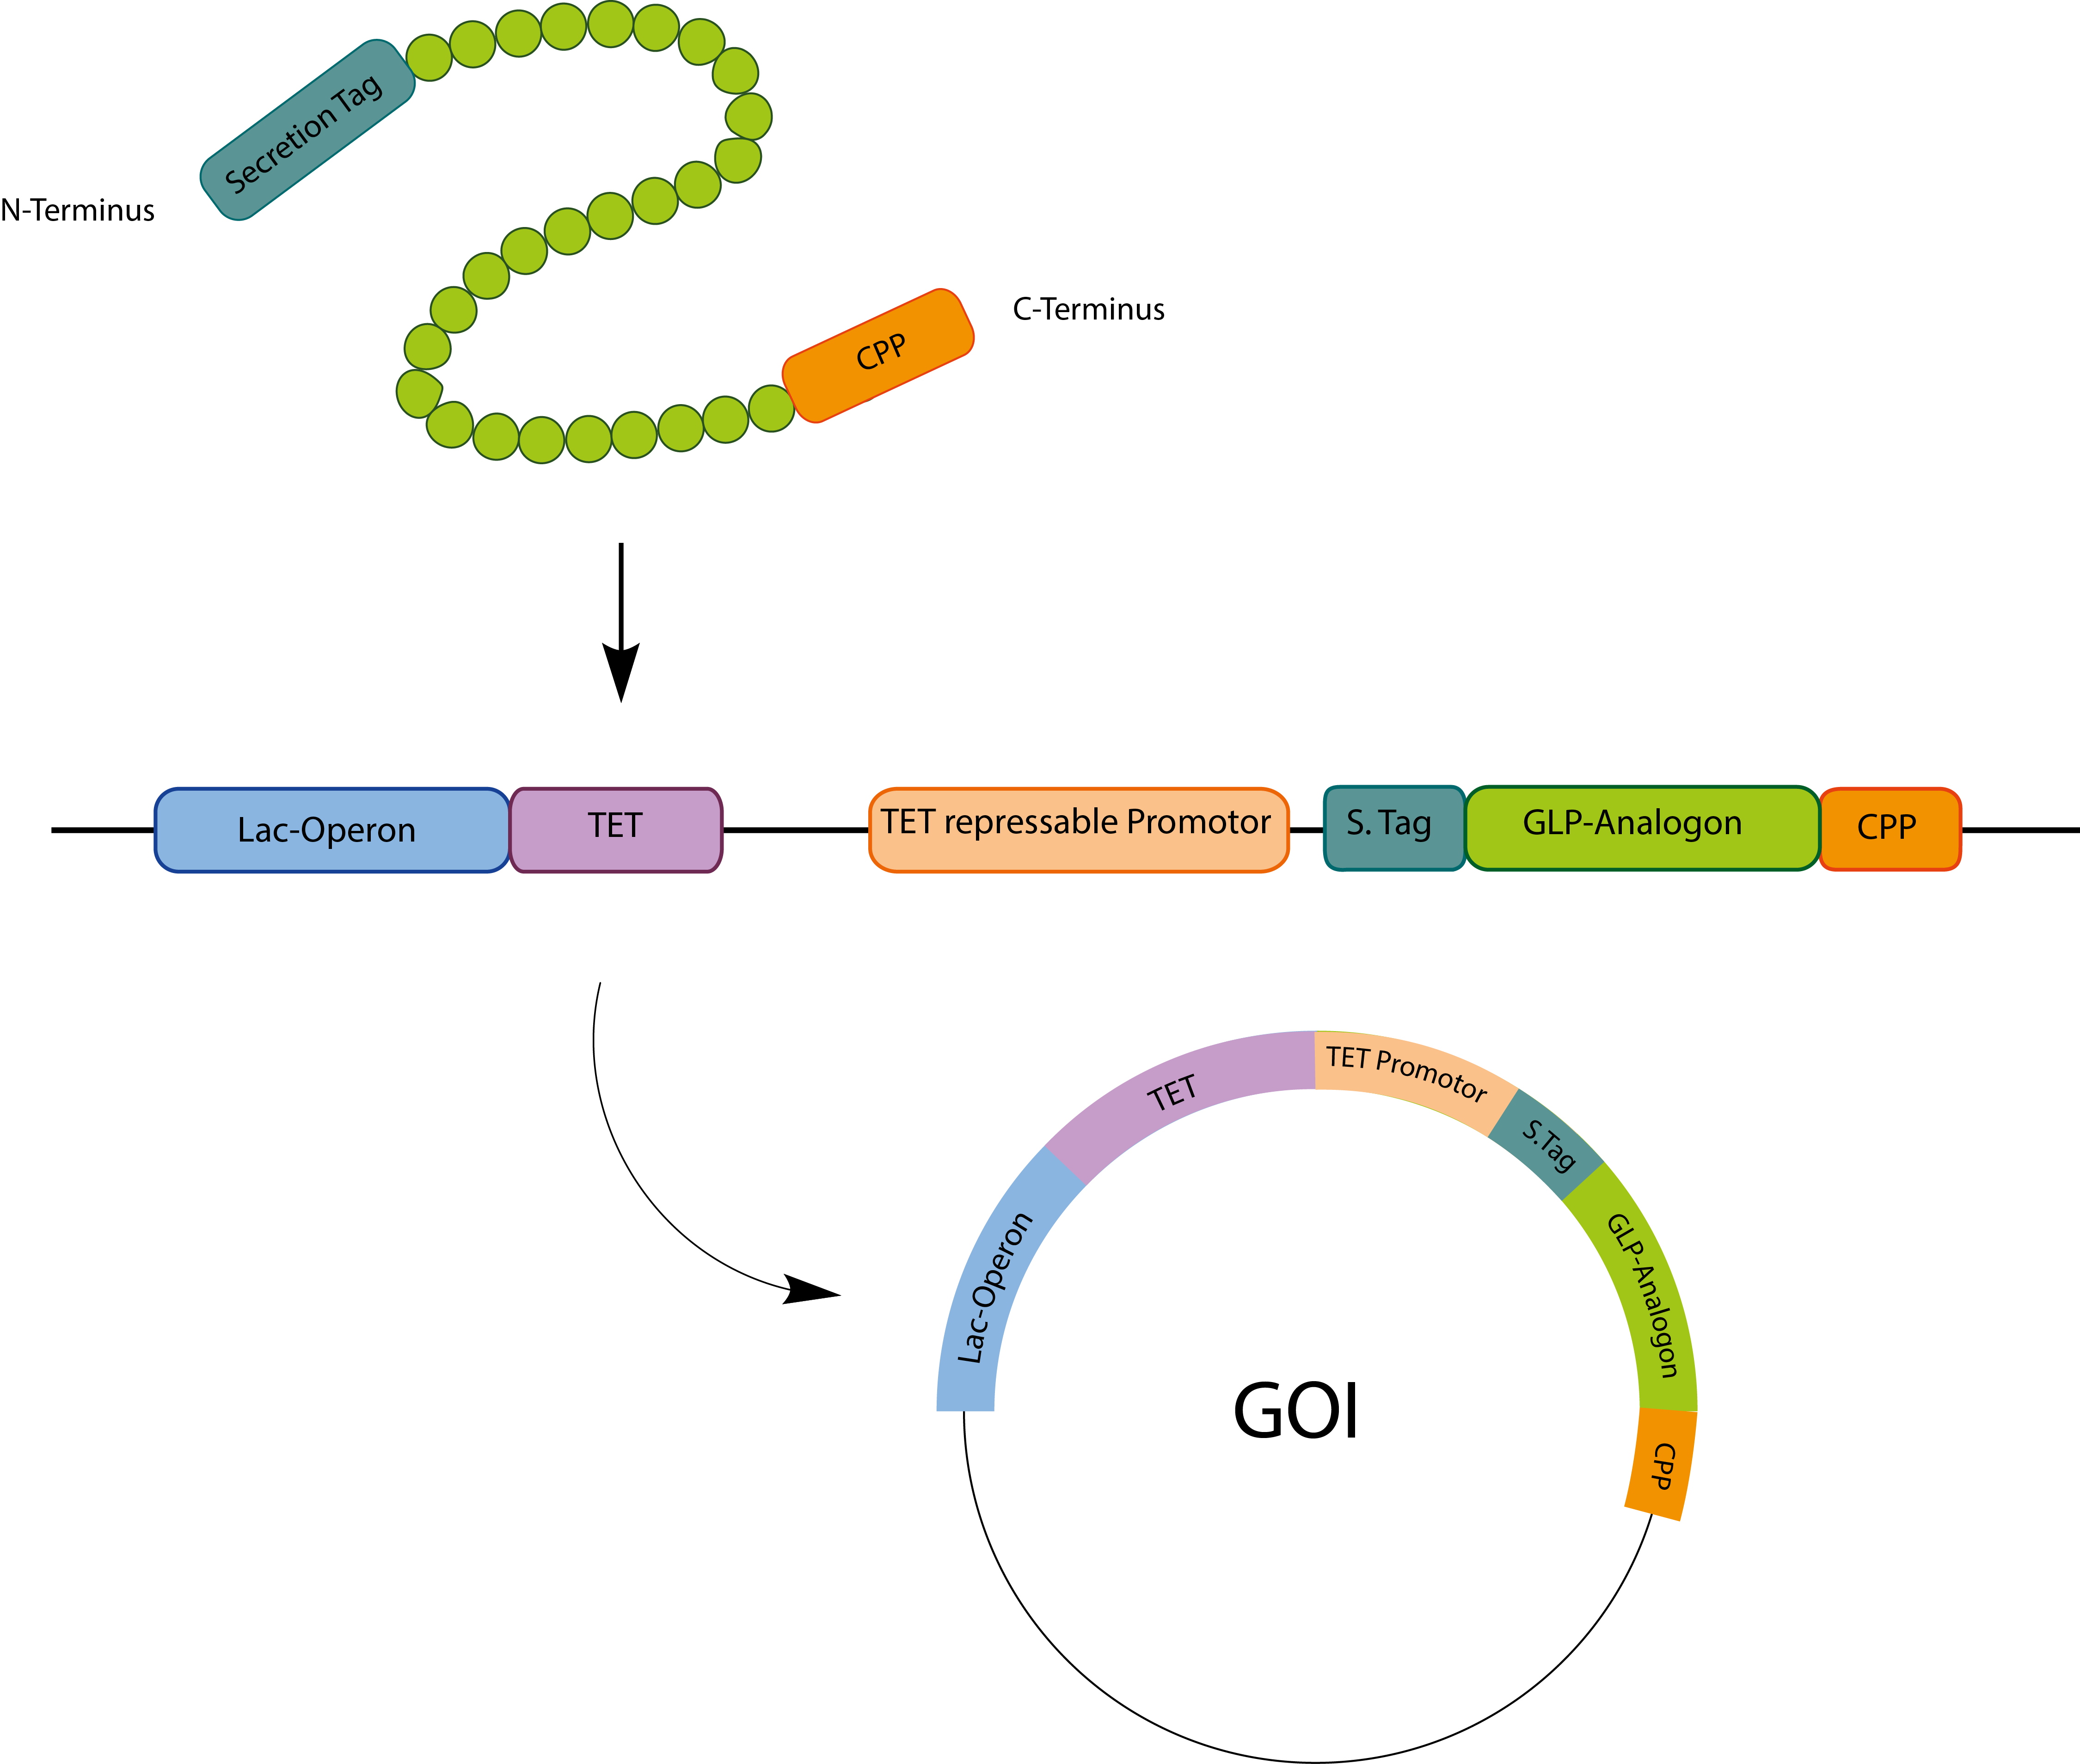 Secretion Tag
N-Terminus
C-Terminus
CPP
Lac-Operon
TET
TET repressable Promotor
S. Tag
GLP-Analogon
CPP
Lac-Operon
TET
TET Promotor
S.Tag
GLP-Analogon
CPP
GOI